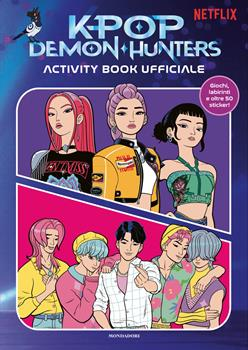 NETFLIX
K-POP
DEMON HUNTERS
ACTIVITY BOOK UFFICIALE
Giochi,
labirinti
e oltre 50
sticker!
MONDADORI